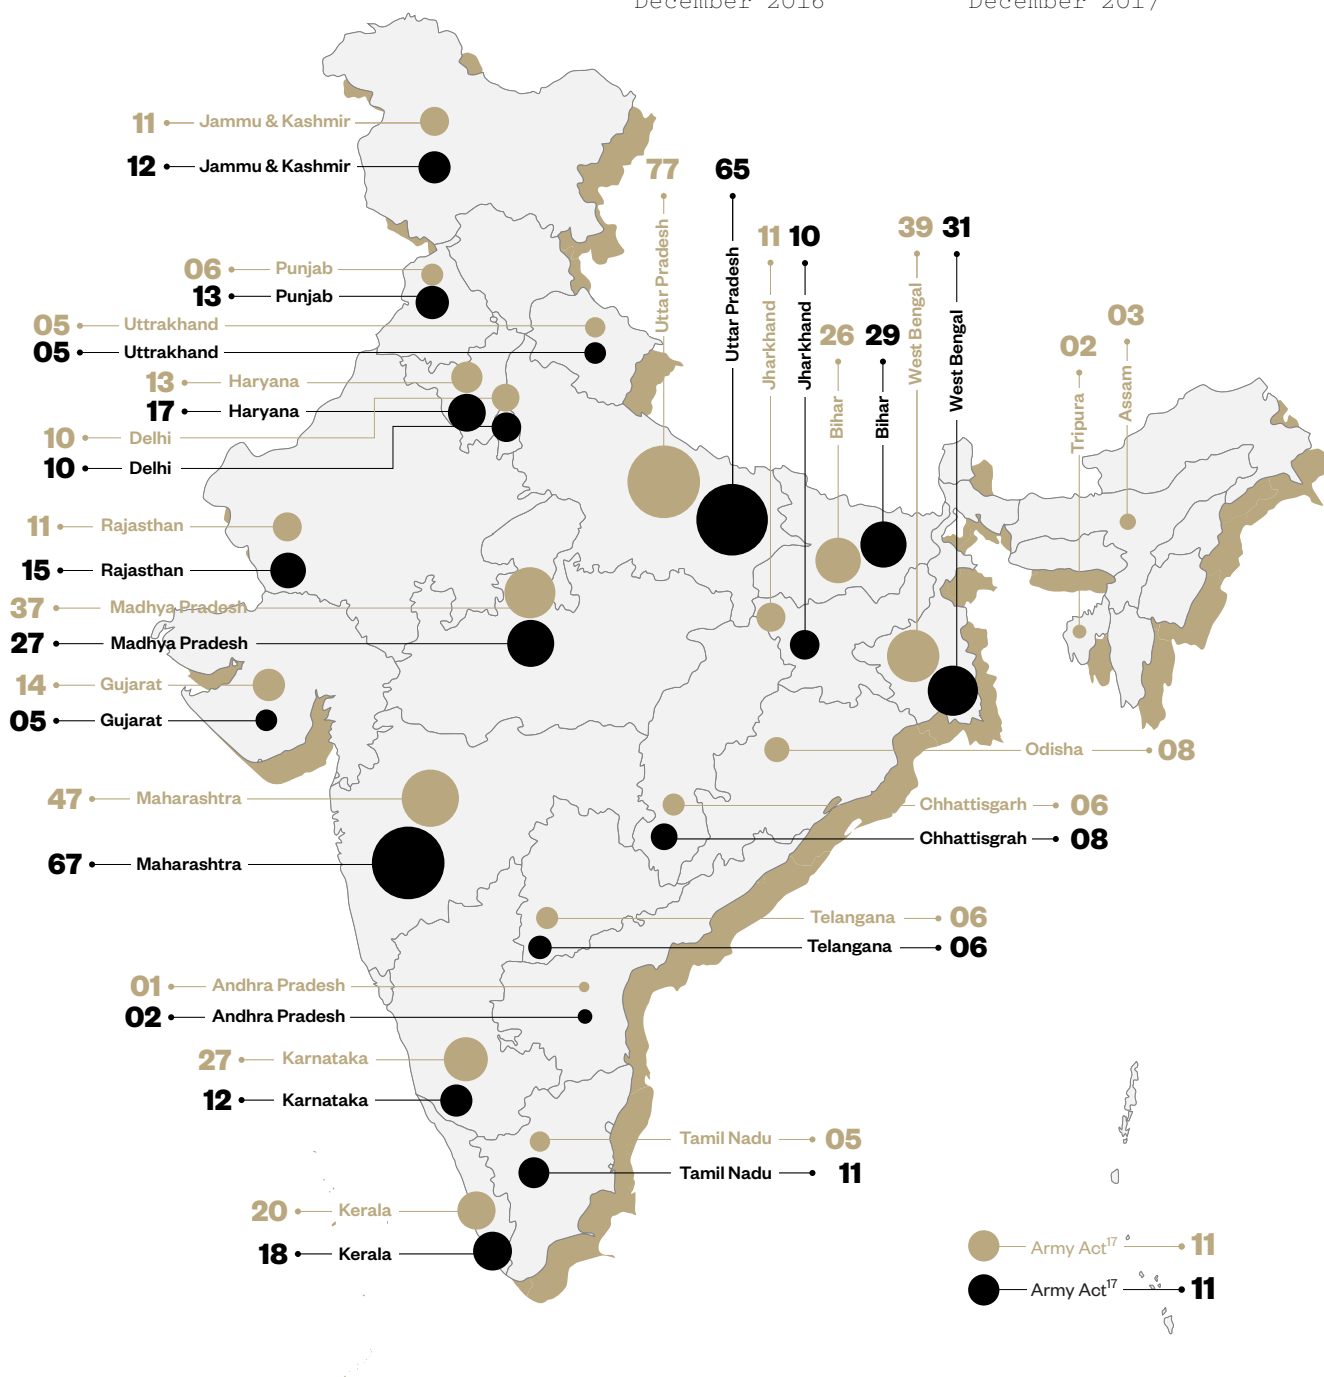 December 2016
December 2017
11 Jammu & Kashmir
12 Jammu & Kashmir
77
65
Uttar Pradesh
Uttar Pradesh
11
10
Jharkhand
Jharkhand
39
31
West Bengal
West Bengal
06 Punjab
13 Punjab
05 Uttrakhand
05 Uttrakhand
26
29
Bihar
Bihar
03
Assam
02
Tripura
13 Haryana
17 Haryana
10 Delhi
10 Delhi
11 Rajasthan
15 Rajasthan
37 Madhya Pradesh
27 Madhya Pradesh
14 Gujarat
05 Gujarat
Odisha 08
47 Maharashtra
Chhattisgarh 06
Chhattisgrah 08
67 Maharashtra
Telangana 06
Telangana 06
01 Andhra Pradesh
02 Andhra Pradesh
27 Karnataka
12 Karnataka
Tamil Nadu 05
Tamil Nadu 11
20 Kerala
18 Kerala
Army Act17 11
Army Act17 11